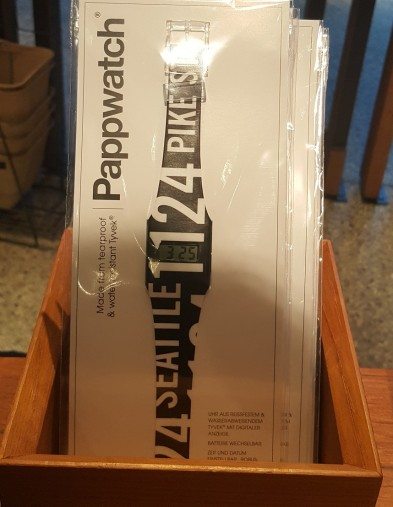 Pappwatch®
Made from tearproof
& water resistant Tyvek®
1124 PIKE
3:25
24 SEATTLE
UHR AUS REISSFESTEM &
WASSERABWEISENDEM
TYVEK® MIT DIGITALER
ANZEIGE
BATTERIE WECHSELBAR
ZEIT UND DATUM